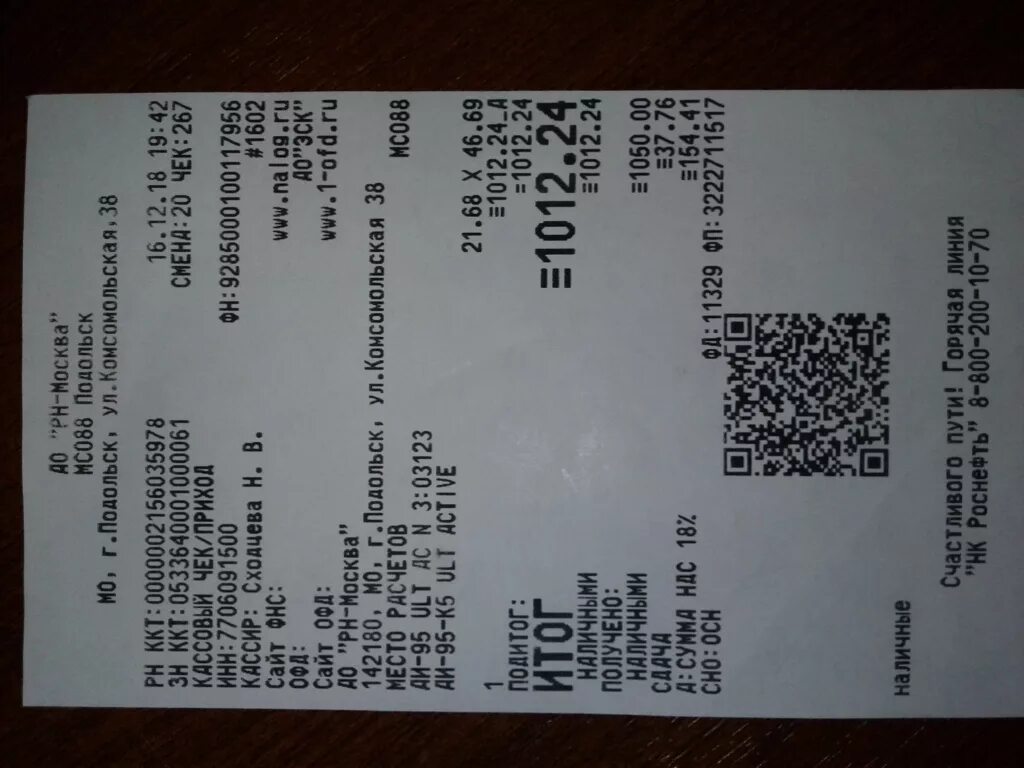 АО "РН-Москва"
МС088 Подольск
МО, г.Подольск, ул.Комсомольская,38
РН ККТ:0000002156035978 16.12.18 19:42
ЗН ККТ:0533640001000061 СМЕНА:20 ЧЕК:267
КАССОВЫЙ ЧЕК/ПРИХОД
ИНН:7706091500 ФН:9285000100117956
КАССИР: Сходцева Н. В. #1602
Сайт ФНС: www.nalog.ru
ОФД: АО"ЭСК"
Сайт ОФД: www.1-ofd.ru
АО "РН-Москва"
142180, МО, г.Подольск, ул.Комсомольская 38
МЕСТО РАСЧЕТОВ МС088
АИ-95 ULT АС N 3:03123
АИ-95-К5 ULT ACTIVE
21.68 X 46.69
1 ≡1012.24_А
ПОДИТОГ: =1012.24
ИТОГ ≡1012.24
НАЛИЧНЫМИ ≡1012.24
ПОЛУЧЕНО:
НАЛИЧНЫМИ ≡1050.00
СДАЧА ≡37.76
А:СУММА НДС 18% ≡154.41
СНО:ОСН ФД:11329 ФП:3222711517
наличные
Счастливого пути! Горячая линия
"НК Роснефть" 8-800-200-10-70